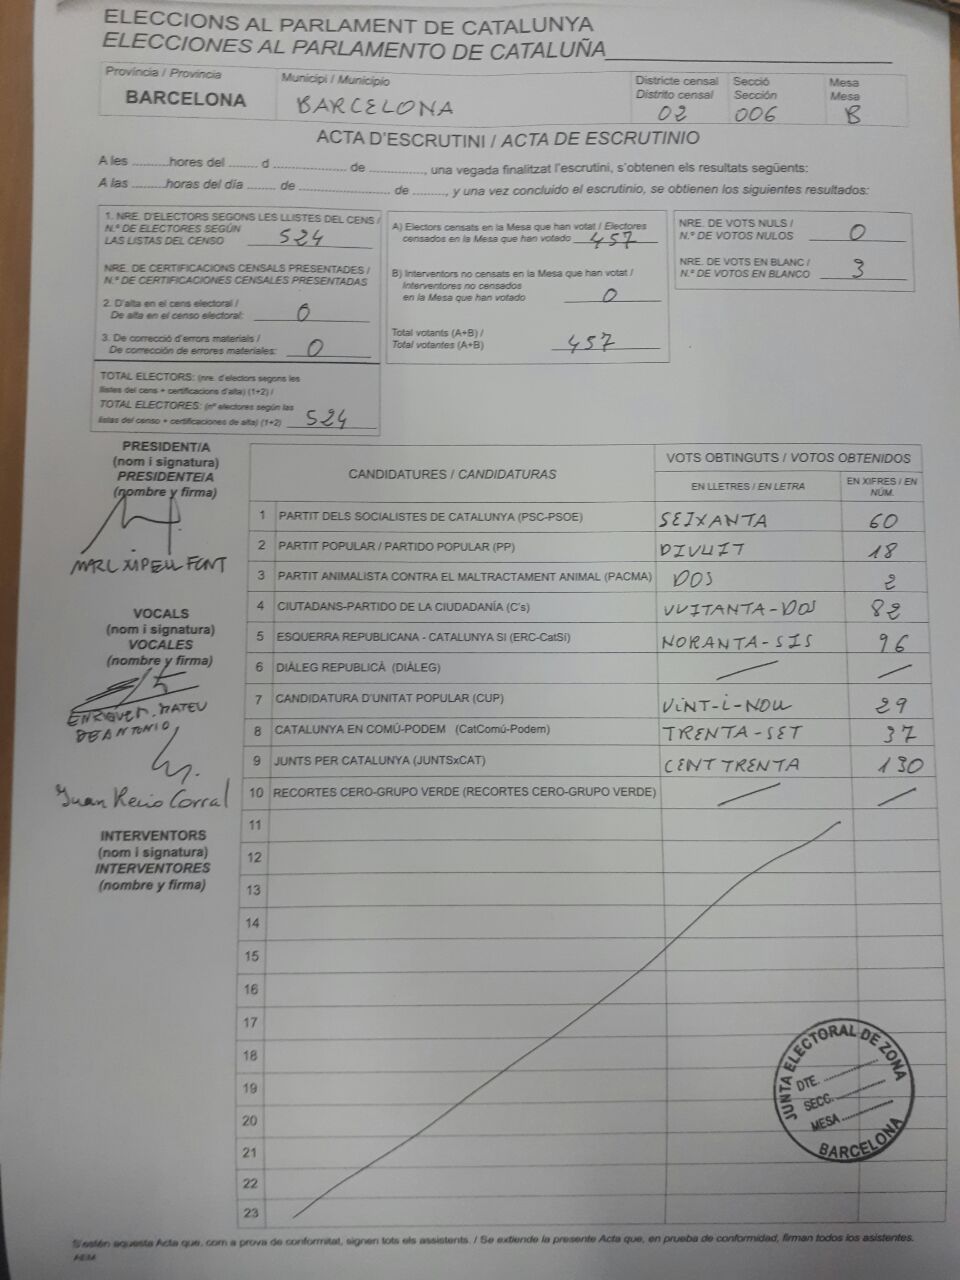 ELECCIONS AL PARLAMENT DE CATALUNYA
ELECCIONES AL PARLAMENTO DE CATALUÑA
Província / Provincia
BARCELONA
Municipi / Municipio
BARCELONA
Districte censal
Distrito censal
02
Secció
Sección
006
Mesa
Mesa
B
ACTA D'ESCRUTINI / ACTA DE ESCRUTINIO
A les ..........hores del ........ d .................... de ..............., una vegada finalitzat l'escrutini, s'obtenen els resultats següents:
A las .........horas del día ........ de ......................... de ........, y una vez concluido el escrutinio, se obtienen los siguientes resultados:
1. NRE. D'ELECTORS SEGONS LES LLISTES DEL CENS /
N.º DE ELECTORES SEGÚN
LAS LISTAS DEL CENSO 524
NRE. DE CERTIFICACIONS CENSALS PRESENTADES /
N.º DE CERTIFICACIONES CENSALES PRESENTADAS
2. D'alta en el cens electoral /
De alta en el censo electoral: 0
3. De correcció d'errors materials /
De corrección de errores materiales: 0
TOTAL ELECTORS: (nre. d'electors segons les
llistes del cens + certificacions d'alta) (1+2) /
TOTAL ELECTORES: (nº electores según las
listas del censo + certificaciones de alta) (1+2) 524
A) Electors censats en la Mesa que han votat / Electores
censados en la Mesa que han votado 457
B) Interventors no censats en la Mesa que han votat /
Interventores no censados
en la Mesa que han votado 0
Total votants (A+B) /
Total votantes (A+B) 457
NRE. DE VOTS NULS /
N.º DE VOTOS NULOS 0
NRE. DE VOTS EN BLANC /
N.º DE VOTOS EN BLANCO 3
PRESIDENT/A
(nom i signatura)
PRESIDENTE/A
(nombre y firma)
MARC XIPELL FONT
VOCALS
(nom i signatura)
VOCALES
(nombre y firma)
ENRIQUE M. MATEU
DE ANTONIO
Juan Recio Corral
INTERVENTORS
(nom i signatura)
INTERVENTORES
(nombre y firma)
CANDIDATURES / CANDIDATURAS
VOTS OBTINGUTS / VOTOS OBTENIDOS
EN LLETRES / EN LETRA
EN XIFRES / EN
NÚM.
1 PARTIT DELS SOCIALISTES DE CATALUNYA (PSC-PSOE) SEIXANTA 60
2 PARTIT POPULAR / PARTIDO POPULAR (PP) DIVUIT 18
3 PARTIT ANIMALISTA CONTRA EL MALTRACTAMENT ANIMAL (PACMA) DOS 2
4 CIUTADANS-PARTIDO DE LA CIUDADANÍA (C's) VUITANTA-DOS 82
5 ESQUERRA REPUBLICANA - CATALUNYA SI (ERC-CatSí) NORANTA-SIS 96
6 DIÀLEG REPUBLICÀ (DIÀLEG)
7 CANDIDATURA D'UNITAT POPULAR (CUP) VINT-I-NOU 29
8 CATALUNYA EN COMÚ-PODEM (CatComú-Podem) TRENTA-SET 37
9 JUNTS PER CATALUNYA (JUNTSxCAT) CENT TRENTA 130
10 RECORTES CERO-GRUPO VERDE (RECORTES CERO-GRUPO VERDE)
11
12
13
14
15
16
17
18
19
20
21
22
23
JUNTA ELECTORAL DE ZONA
DTE. ..............
SECC. ..............
MESA ..............
BARCELONA
S'estén aquesta Acta que, com a prova de conformitat, signen tots els assistents. / Se extiende la presente Acta que, en prueba de conformidad, firman todos los asistentes.